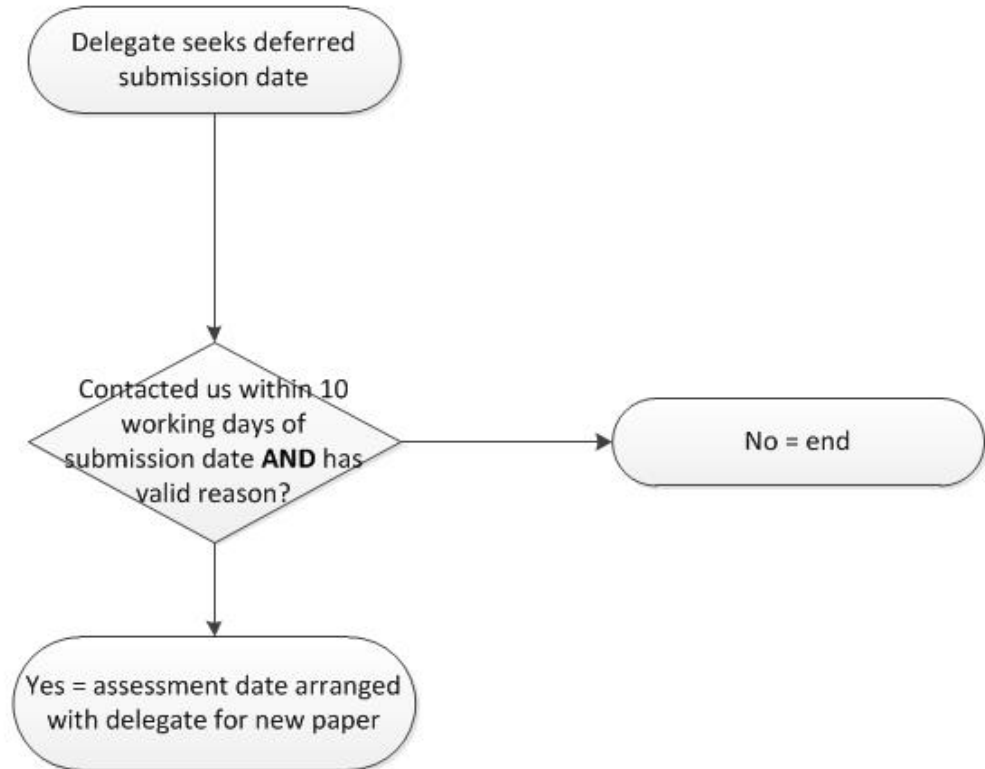 Delegate seeks deferred
submission date
Contacted us within 10
working days of
submission date AND has
valid reason?
No = end
Yes = assessment date arranged
with delegate for new paper